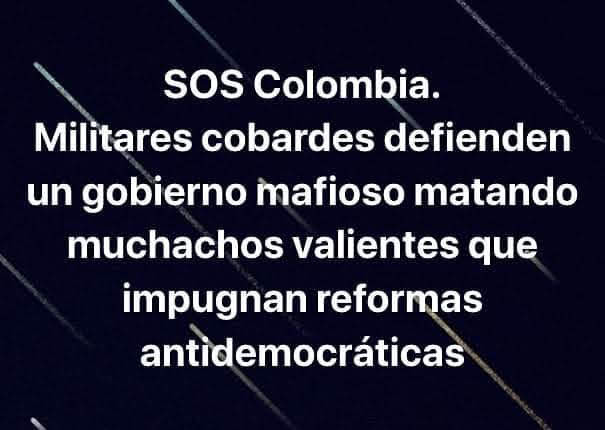 SOS Colombia.
Militares cobardes defienden
un gobierno mafioso matando
muchachos valientes que
impugnan reformas
antidemocráticas